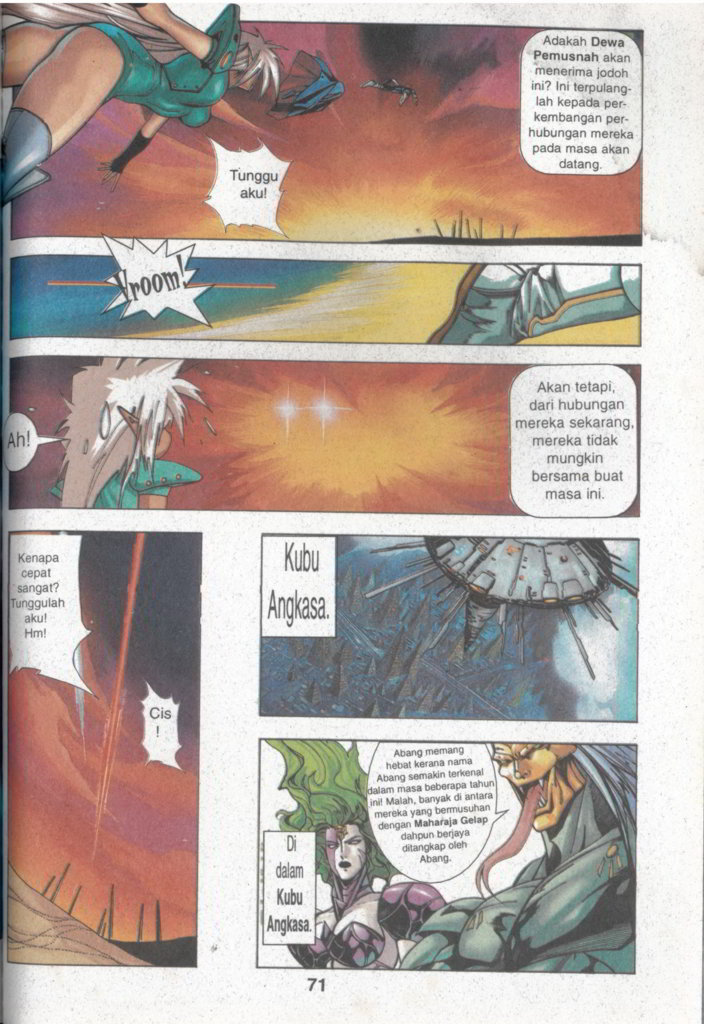 Adakah Dewa
Pemusnah akan
menerima jodoh
ini? Ini terpulang-
lah kepada per-
kembangan per-
hubungan mereka
pada masa akan
datang.
Tunggu
aku!
Vroom!
Ah!
Akan tetapi,
dari hubungan
mereka sekarang,
mereka tidak
mungkin
bersama buat
masa ini.
Kenapa
cepat
sangat?
Tunggulah
aku!
Hm!
Cis
!
Kubu
Angkasa.
Abang memang
hebat kerana nama
Abang semakin terkenal
dalam masa beberapa tahun
ini! Malah, banyak di antara
mereka yang bermusuhan
dengan Maharaja Gelap
dahpun berjaya
ditangkap oleh
Abang.
Di
dalam
Kubu
Angkasa.
71